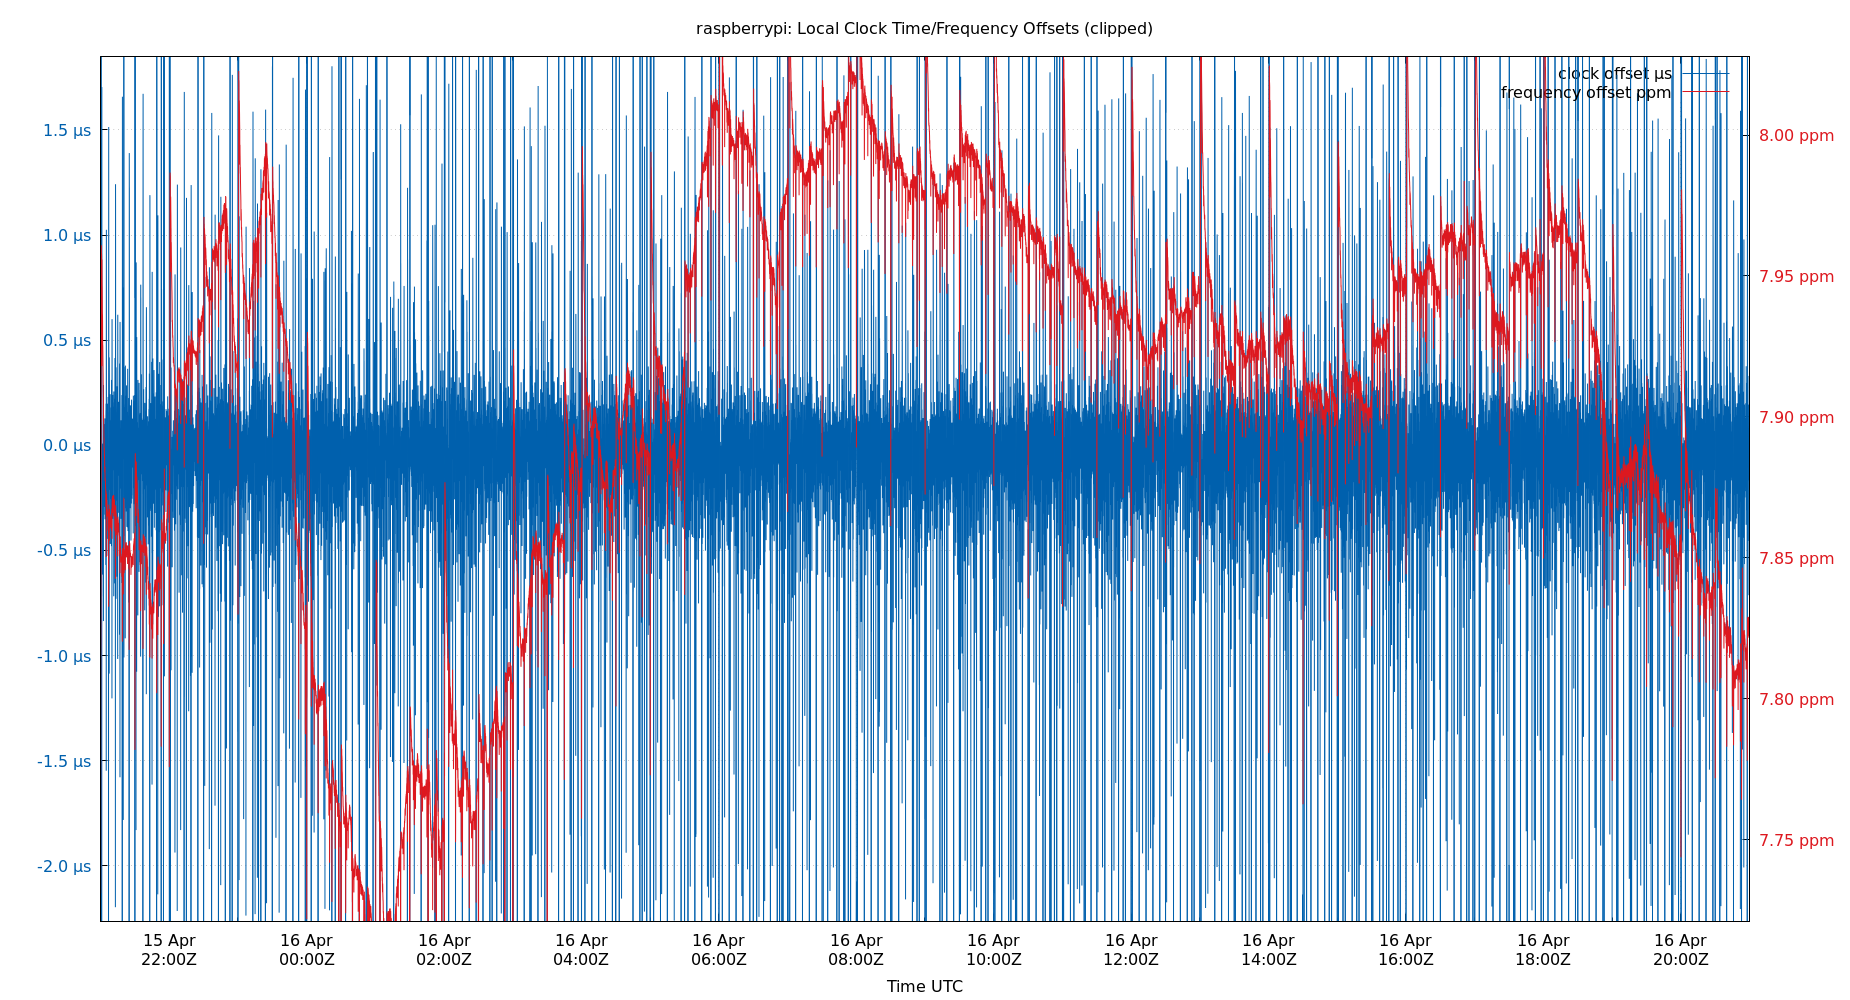 raspberrypi: Local Clock Time/Frequency Offsets (clipped)
clock offset µs
frequency offset ppm
1.5 µs
1.0 µs
0.5 µs
0.0 µs
-0.5 µs
-1.0 µs
-1.5 µs
-2.0 µs
8.00 ppm
7.95 ppm
7.90 ppm
7.85 ppm
7.80 ppm
7.75 ppm
15 Apr 16 Apr 16 Apr 16 Apr 16 Apr 16 Apr 16 Apr 16 Apr 16 Apr 16 Apr 16 Apr 16 Apr
22:00Z 00:00Z 02:00Z 04:00Z 06:00Z 08:00Z 10:00Z 12:00Z 14:00Z 16:00Z 18:00Z 20:00Z
Time UTC